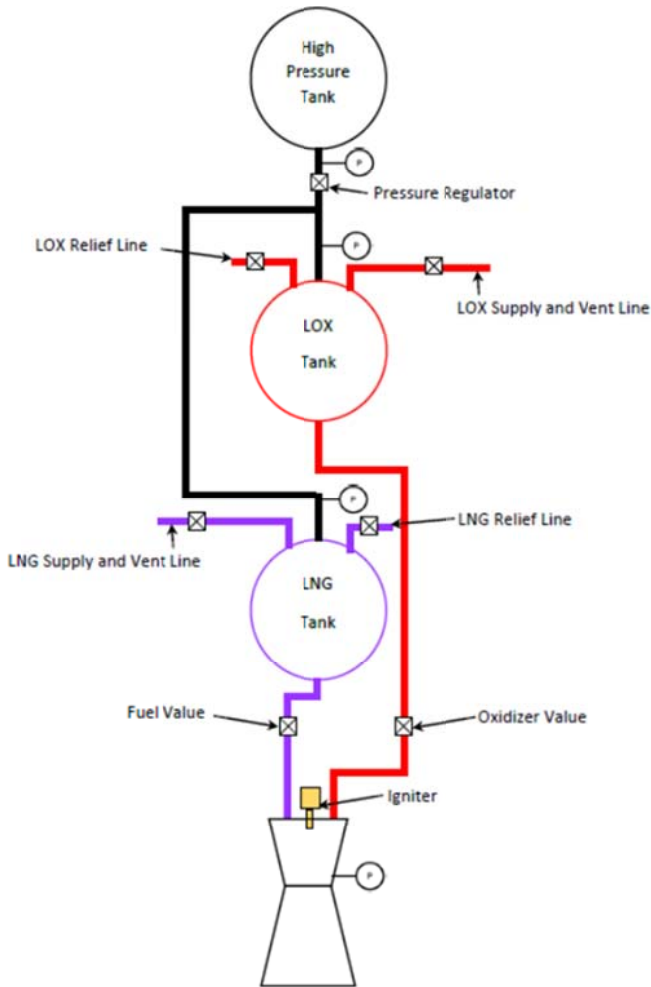 High
Pressure
Tank
P
Pressure Regulator
P
LOX Relief Line
LOX Supply and Vent Line
LOX
Tank
P
LNG Relief Line
LNG Supply and Vent Line
LNG
Tank
Fuel Value
Oxidizer Value
Igniter
P